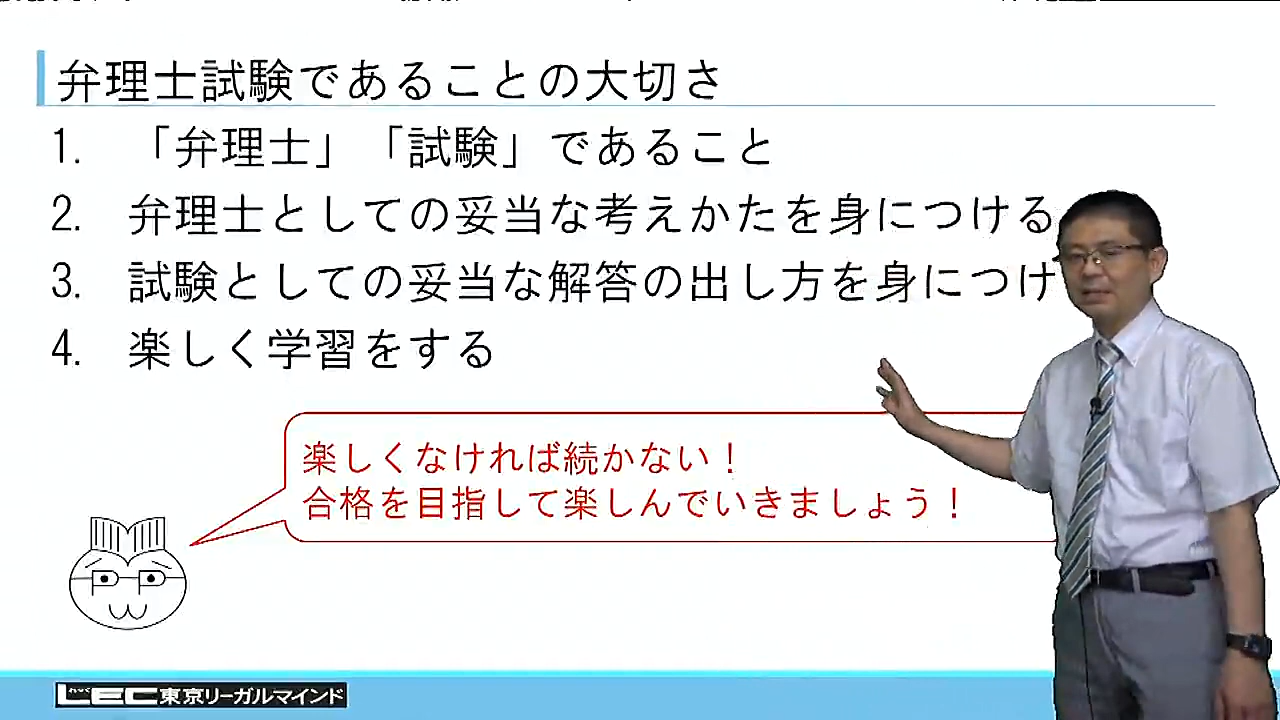 弁理士試験であることの大切さ
1. 「弁理士」「試験」であること
2. 弁理士としての妥当な考えかたを身につける
3. 試験としての妥当な解答の出し方を身につけ
4. 楽しく学習をする
楽しくなければ続かない！
合格を目指して楽しんでいきましょう！
LEC東京リーガルマインド